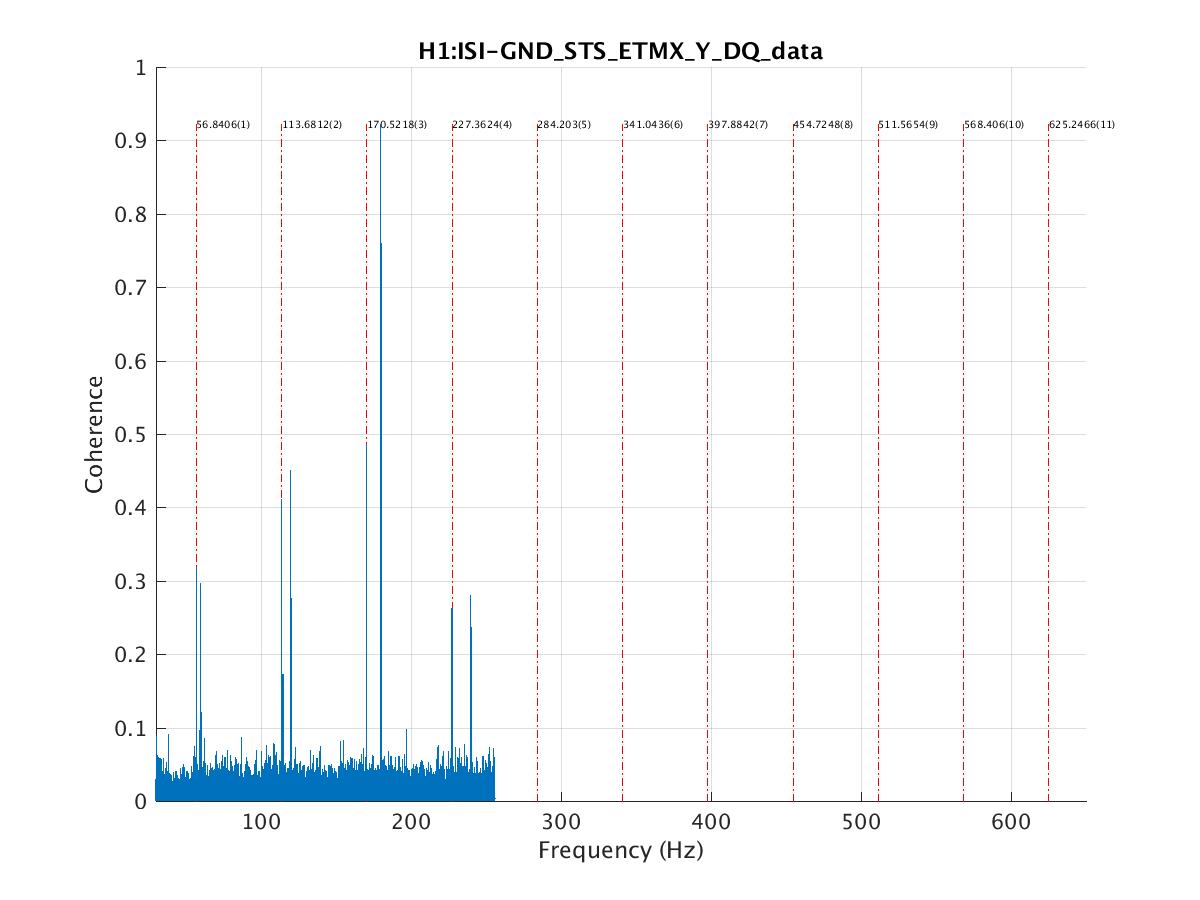 H1:ISI-GND_STS_ETMX_Y_DQ_data
1
56.8406(1) 113.6812(2) 170.5218(3) 227.3624(4) 284.203(5) 341.0436(6) 397.8842(7) 454.7248(8) 511.5654(9) 568.406(10) 625.2466(11)
0.9
0.8
0.7
0.6
0.5
0.4
0.3
0.2
0.1
0
Coherence
100 200 300 400 500 600
Frequency (Hz)